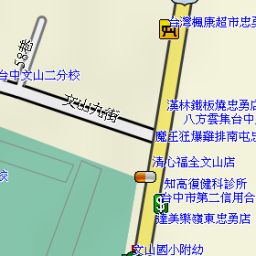 台灣楓康超市忠勇
58巷
台中文山二分校
文山九街
漢林鐵板燒忠勇
八方雲集台中
魔王狂爆雞排南屯忠
清心福全文山店
校
知高復健科診所
台中市第二信用合
$
達美樂嶺東忠勇店
文山國小附幼